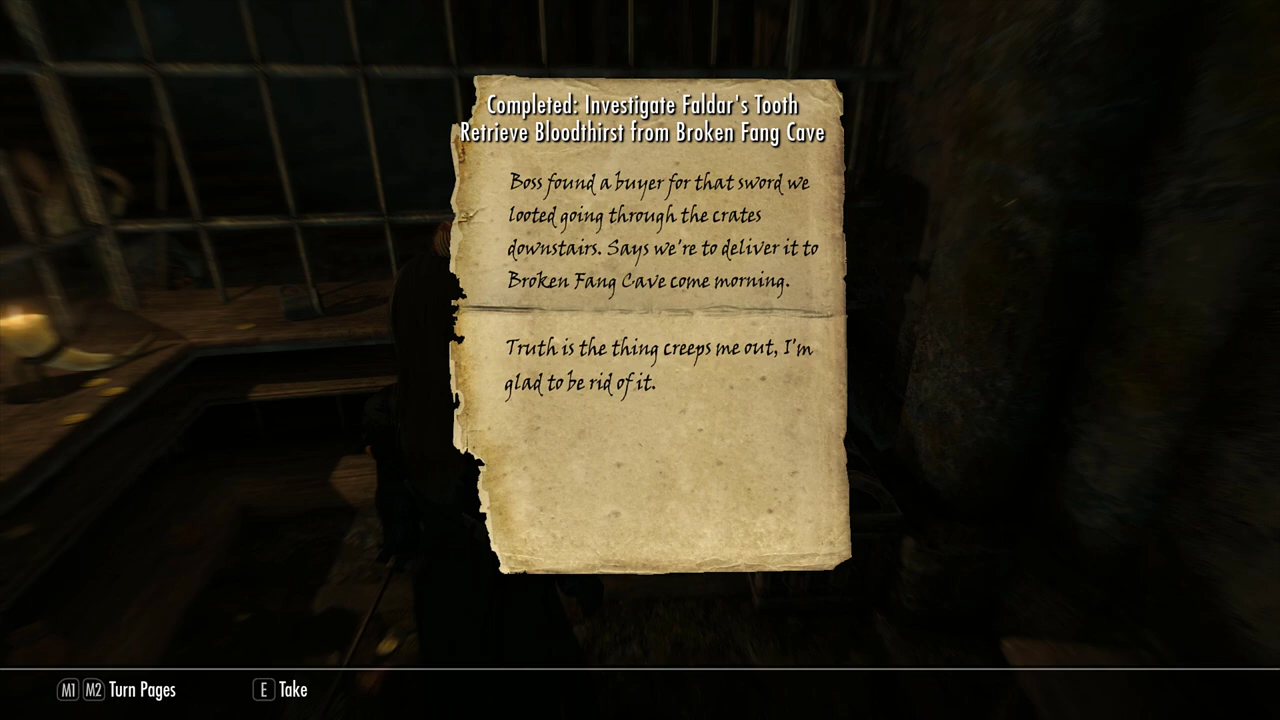 Completed: Investigate Faldar's Tooth
Retrieve Bloodthirst from Broken Fang Cave
Boss found a buyer for that sword we
looted going through the crates
downstairs. Says we're to deliver it to
Broken Fang Cave come morning.
Truth is the thing creeps me out, I'm
glad to be rid of it.
M1 M2 Turn Pages E Take